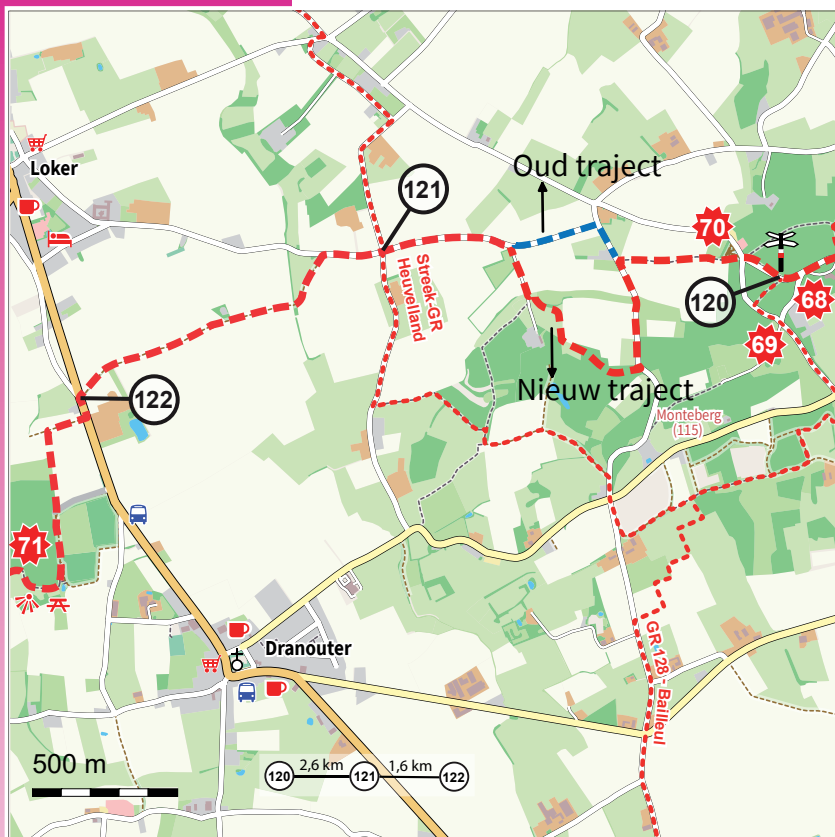 Loker
121
Oud traject
70
Streek-GR
Heuvelland
120
68
69
Nieuw traject
122
Monteberg
(115)
71
Dranouter
GR 128 - Bailleul
500 m
120 2,6 km 121 1,6 km 122